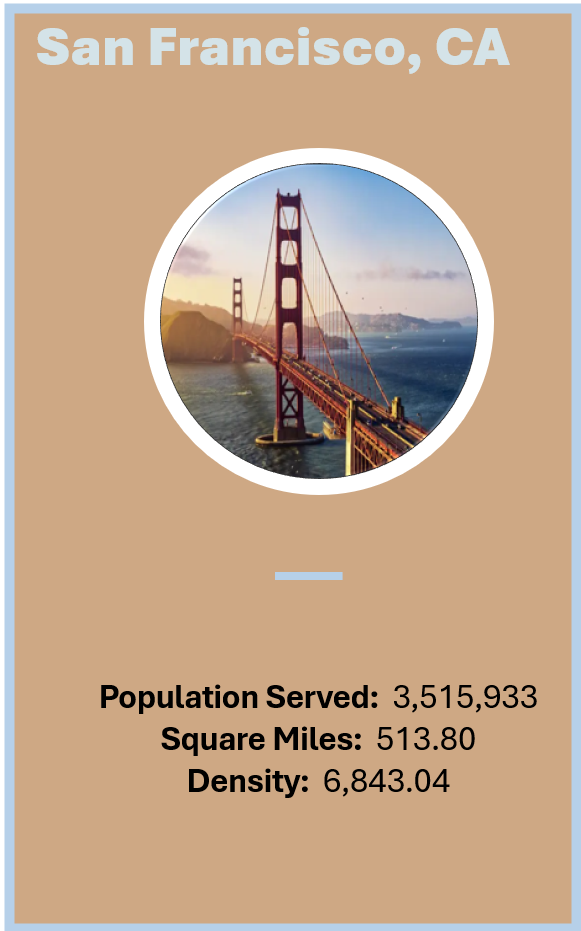 San Francisco, CA
Population Served: 3,515,933
Square Miles: 513.80
Density: 6,843.04